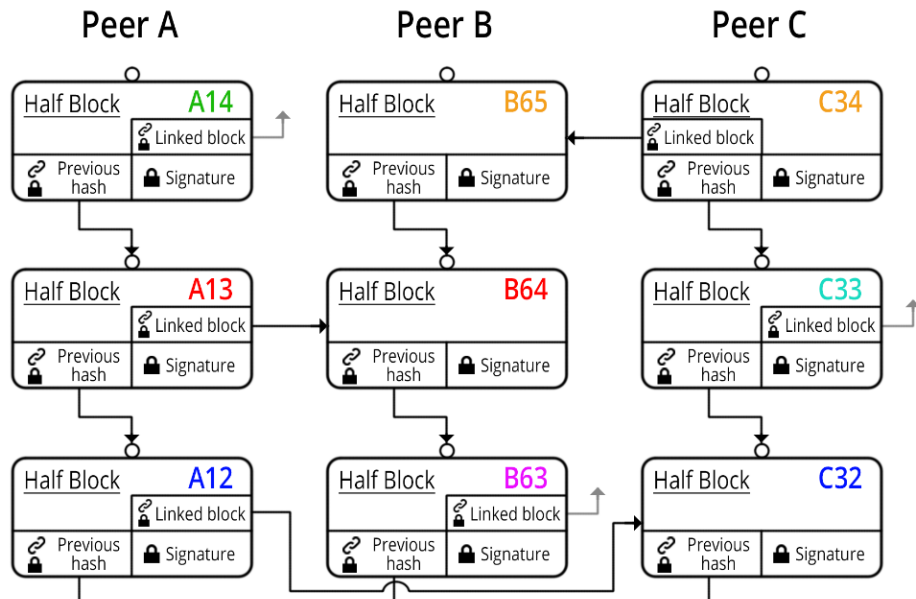 Peer A
Peer B
Peer C
Half Block A14
Linked block
Previous
hash
Signature
Half Block B65
Previous
hash
Signature
Half Block C34
Linked block
Previous
hash
Signature
Half Block A13
Linked block
Previous
hash
Signature
Half Block B64
Previous
hash
Signature
Half Block C33
Linked block
Previous
hash
Signature
Half Block A12
Linked block
Previous
hash
Signature
Half Block B63
Linked block
Previous
hash
Signature
Half Block C32
Previous
hash
Signature